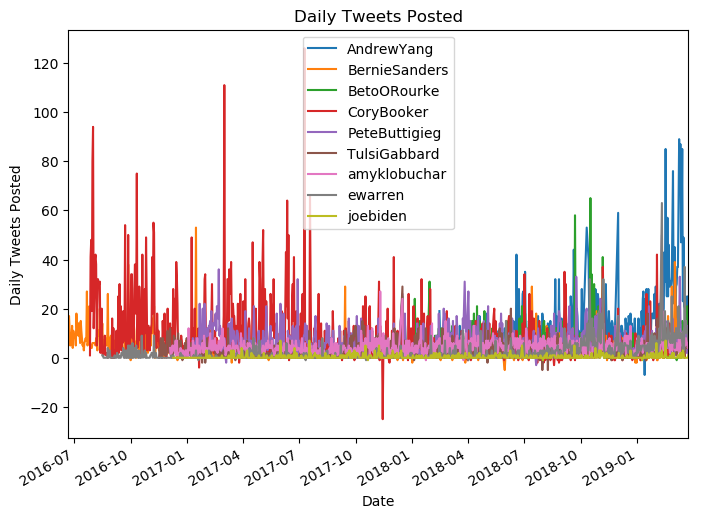 Daily Tweets Posted
AndrewYang
BernieSanders
BetoORourke
CoryBooker
PeteButtigieg
TulsiGabbard
amyklobuchar
ewarren
joebiden
Daily Tweets Posted
120
100
80
60
40
20
0
−20
2016-07
2016-10
2017-01
2017-04
2017-07
2017-10
2018-01
2018-04
2018-07
2018-10
2019-01
Date